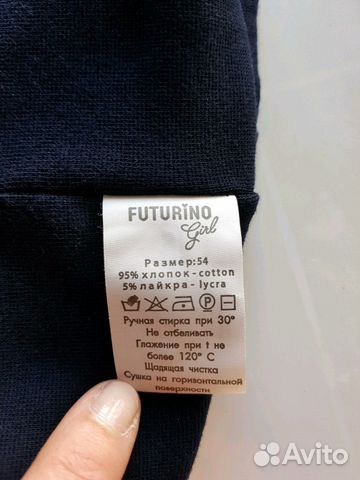 FUTURiNO
Girl
Размер:54
95% хлопок-cotton
5% лайкра-lycra
P
Ручная стирка при 30°
Не отбеливать
Глажение при t не
более 120° С
Щадящая чистка
Сушка на горизонтальной
поверхности
Avito